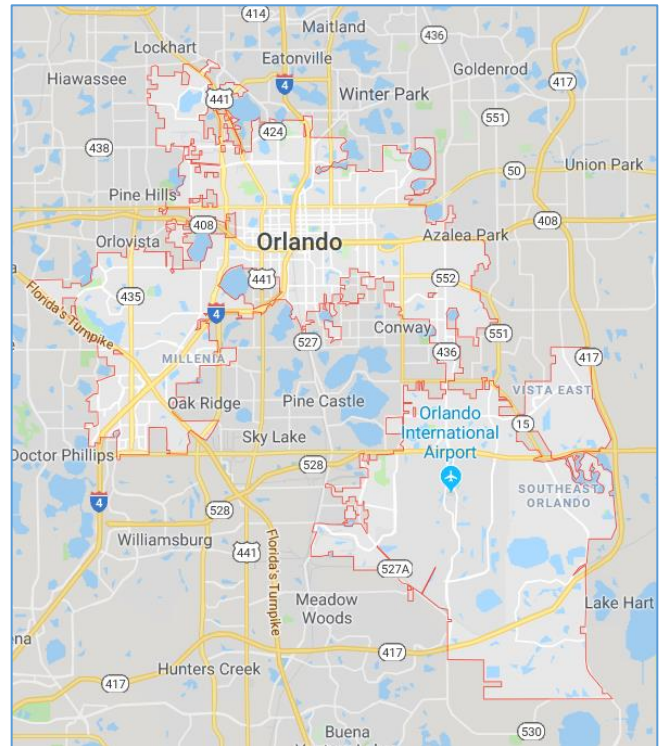 414
Maitland
436
Lockhart
Eatonville
Goldenrod
Hiawassee
417
4
441
Winter Park
424
551
438
50
Union Park
Pine Hills
408
408
Orlovista
Orlando
Azalea Park
441
552
435
Florida's Turnpike
4
527
Conway
551
436
MILLENIA
417
VISTA EAST
Oak Ridge
Pine Castle
Orlando
International
Airport
15
Sky Lake
Doctor Phillips
528
SOUTHEAST
ORLANDO
4
528
Williamsburg
441
Florida's Turnpike
527A
Meadow
Woods
Lake Hart
417
Hunters Creek
417
530
Buena